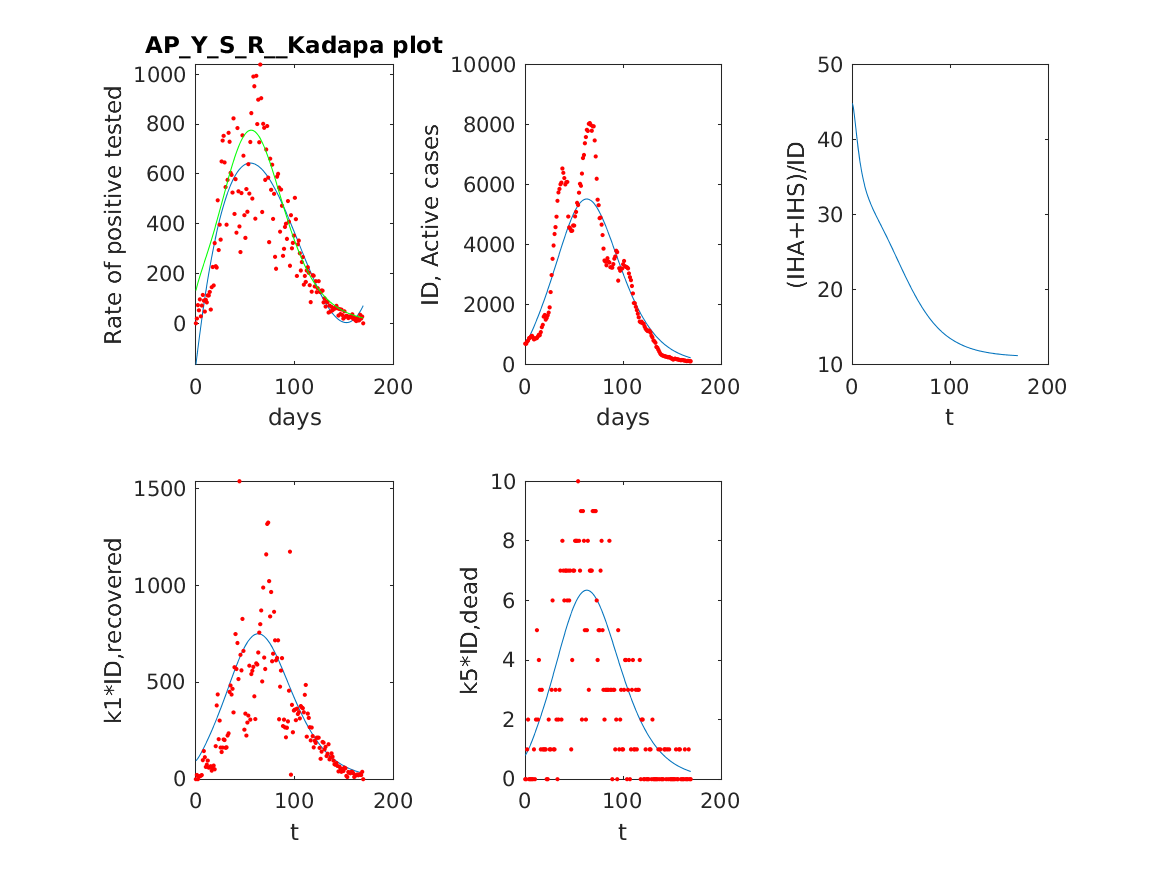 AP_Y_S_R__Kadapa plot
Rate of positive tested
1000
800
600
400
200
0
0 100 200
days
ID, Active cases
10000
8000
6000
4000
2000
0
0 100 200
days
(IHA+IHS)/ID
50
40
30
20
10
0 100 200
t
k1*ID,recovered
1500
1000
500
0
0 100 200
t
k5*ID,dead
10
8
6
4
2
0
0 100 200
t